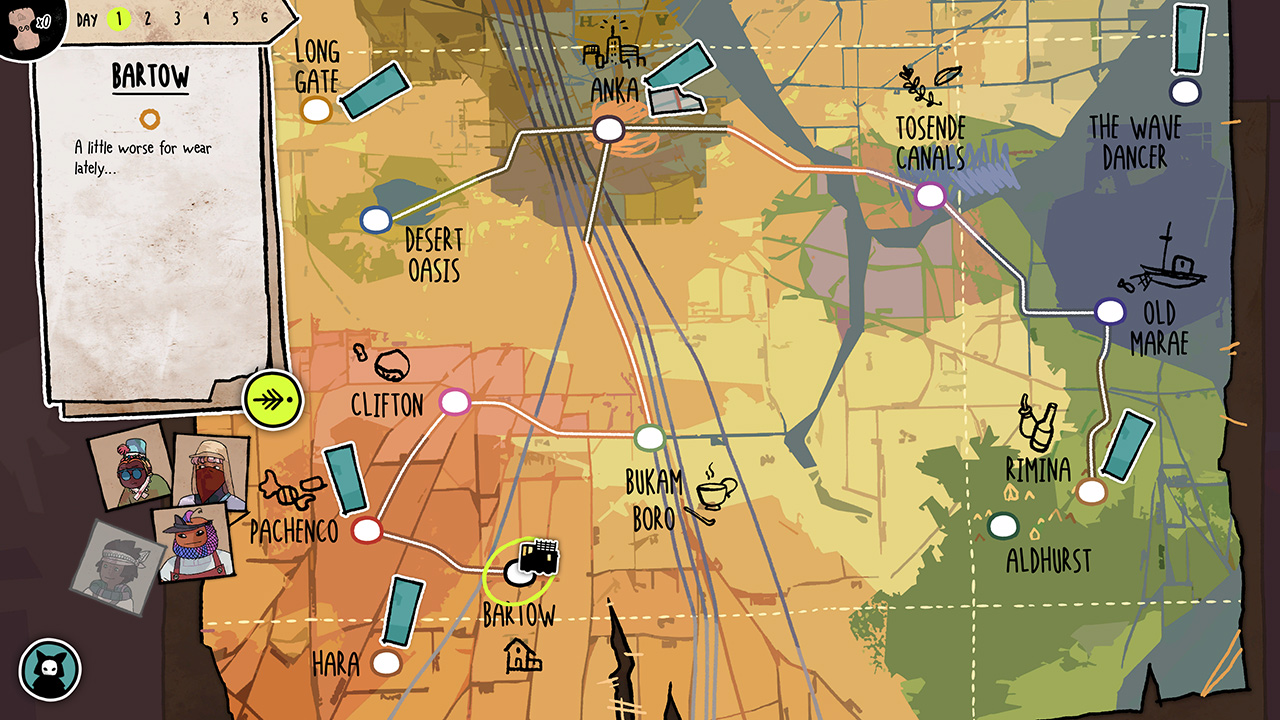 x0
DAY 1 2 3 4 5 6
BARTOW
A little worse for wear
lately...
LONG
GATE
ANKA
TOSENDE
CANALS
THE WAVE
DANCER
DESERT
OASIS
OLD
MARAE
CLIFTON
BUKAM
BORO
RIMINA
PACHENCO
ALDHURST
BARTOW
HARA